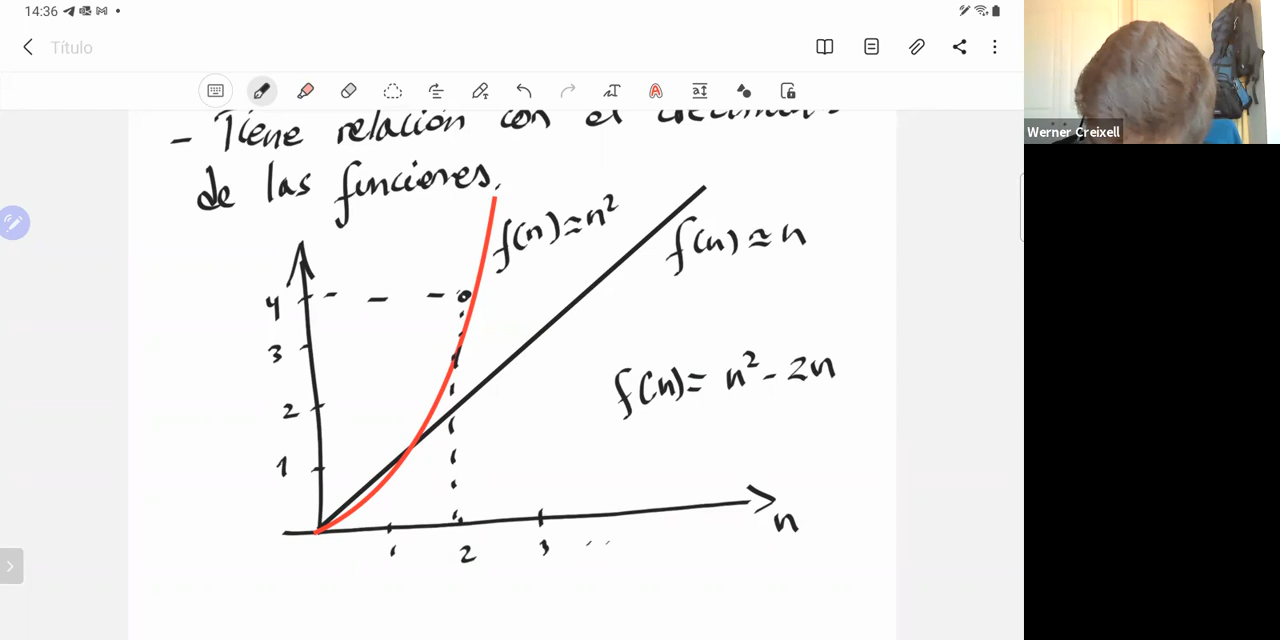 14:36
Título
Werner Creixell
- Tiene relación con el
de las funciones.
f(n)≃n²
f(n)≃n
4
3
f(n)= n²-2n
2
1
n
1 2 3 ...